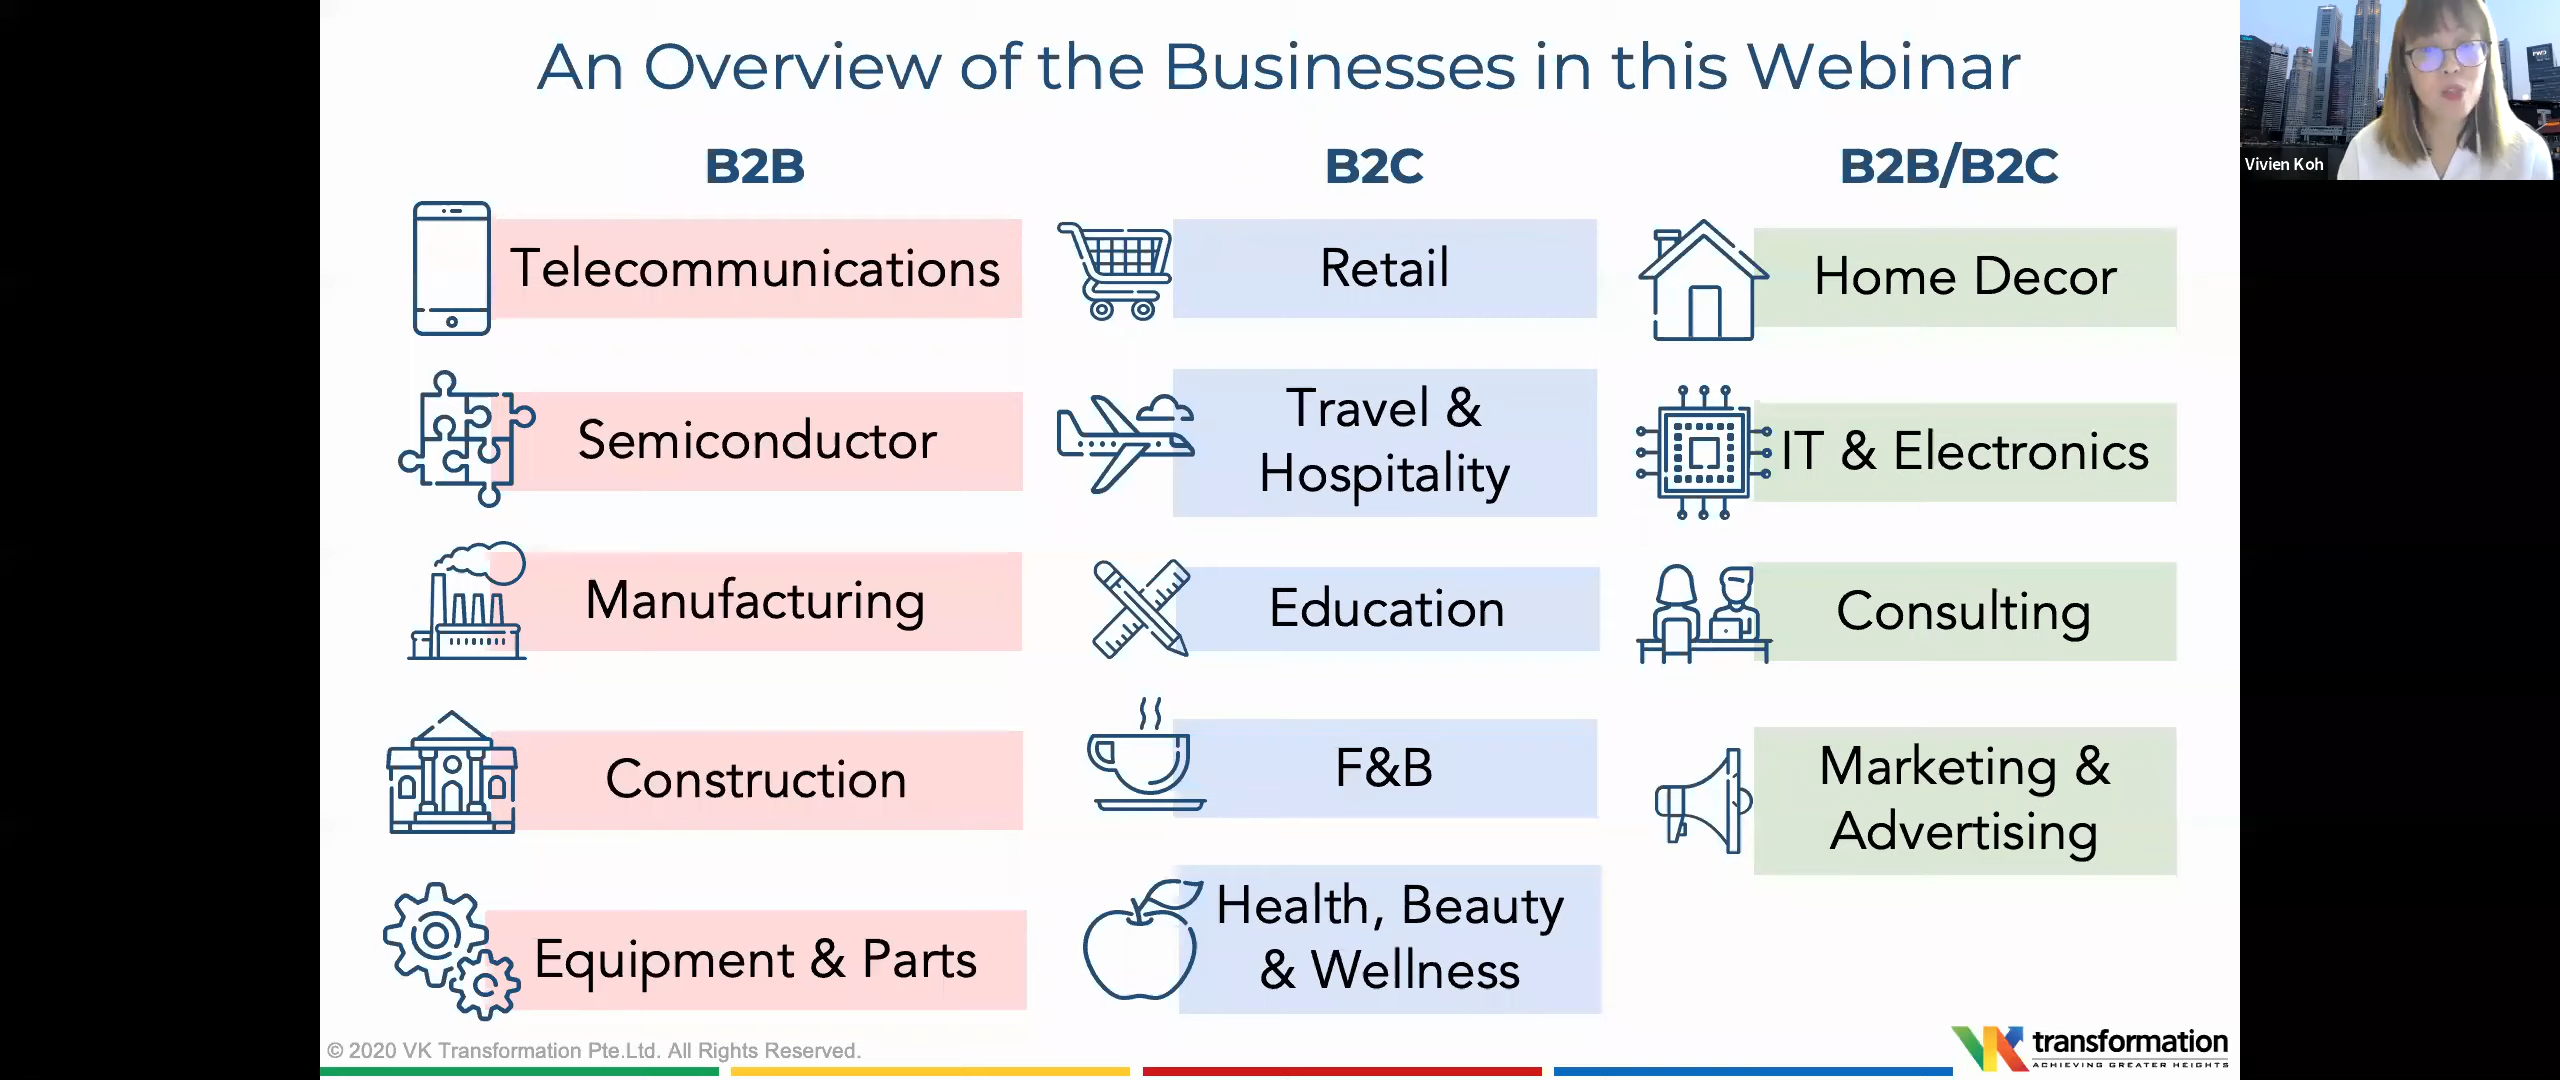 An Overview of the Businesses in this Webinar
B2B
Telecommunications
Semiconductor
Manufacturing
Construction
Equipment & Parts
B2C
Retail
Travel &
Hospitality
Education
F&B
Health, Beauty
& Wellness
B2B/B2C
Home Decor
IT & Electronics
Consulting
Marketing &
Advertising
Vivien Koh
© 2020 VK Transformation Pte.Ltd. All Rights Reserved.
VK transformation
ACHIEVING GREATER HEIGHTS